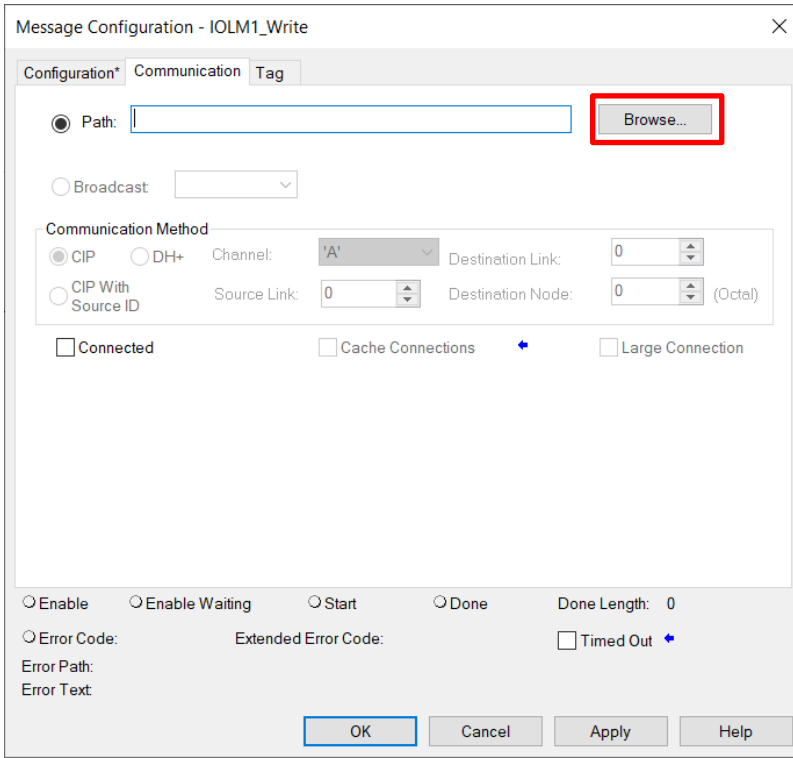 Message Configuration - IOLM1_Write
Configuration* Communication Tag
Path: Browse...
Broadcast:
Communication Method
CIP DH+ Channel: 'A' Destination Link: 0
CIP With
Source ID Source Link: 0 Destination Node: 0 (Octal)
Connected Cache Connections Large Connection
Enable Enable Waiting Start Done Done Length: 0
Error Code: Extended Error Code: Timed Out
Error Path:
Error Text:
OK Cancel Apply Help